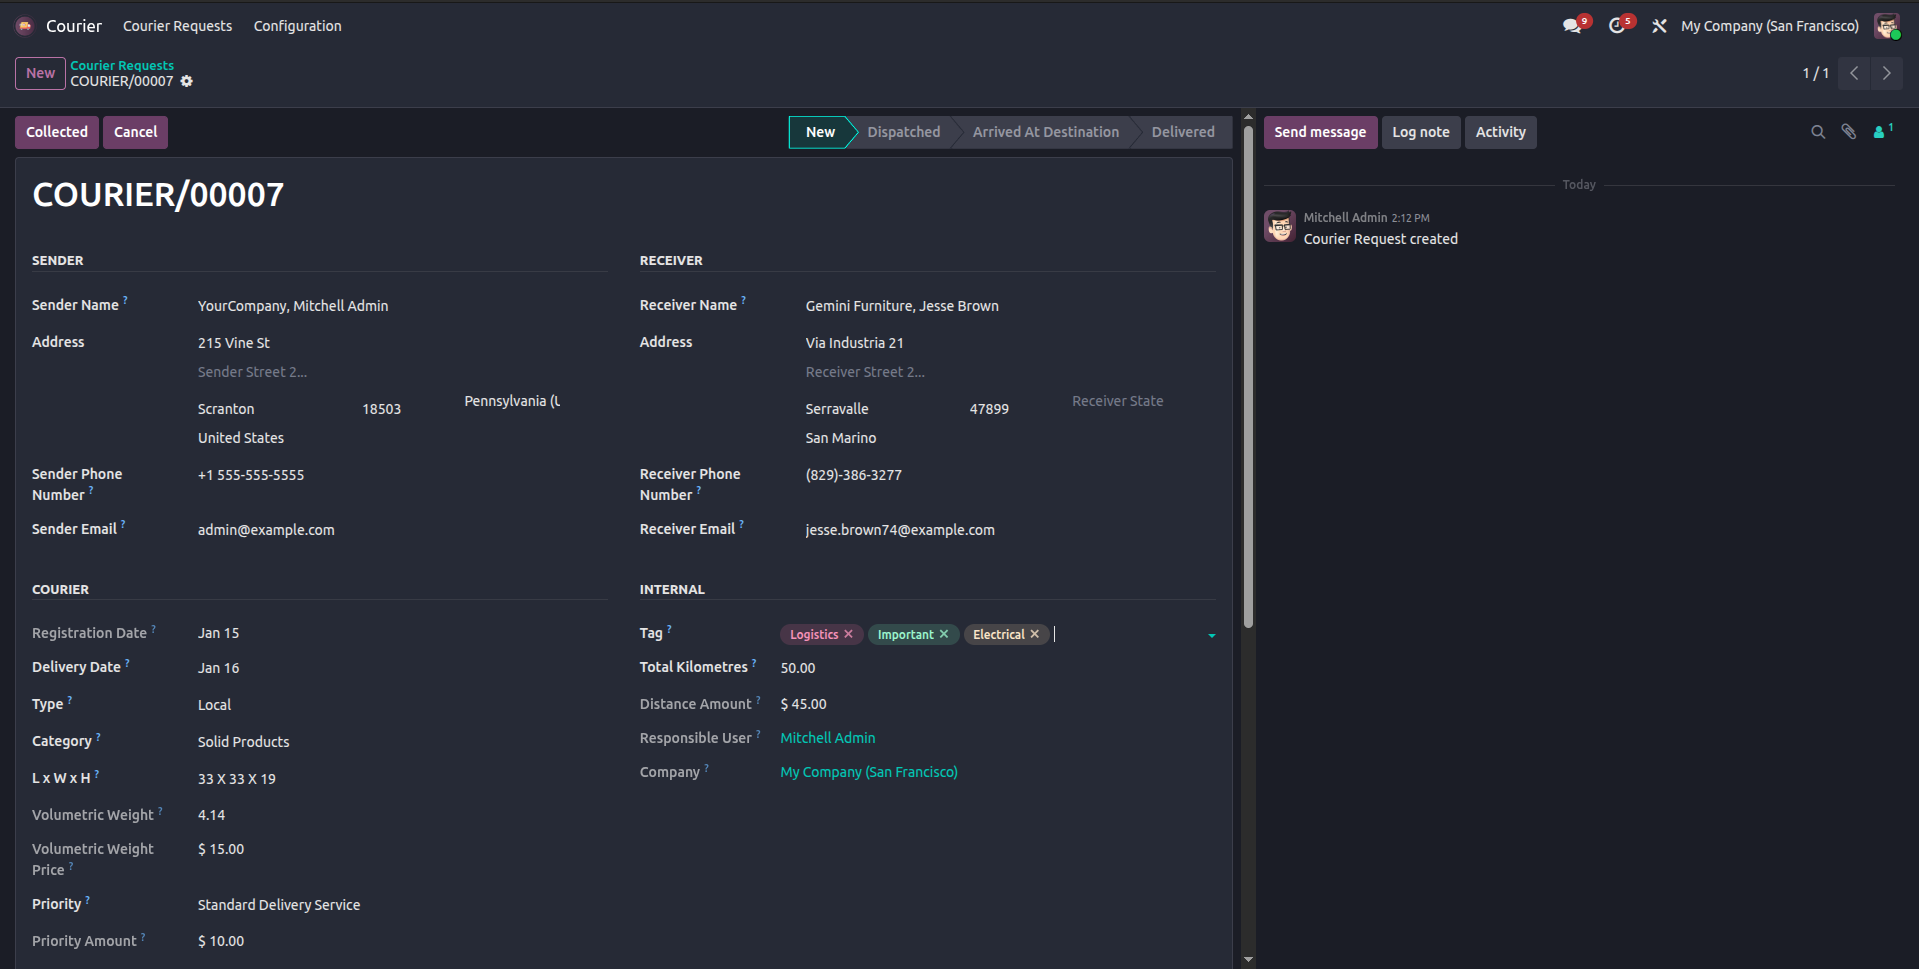 Courier Courier Requests Configuration 9 5 My Company (San Francisco)
New Courier Requests
COURIER/00007 1 / 1
Collected Cancel New Dispatched Arrived At Destination Delivered Send message Log note Activity 1
COURIER/00007
Today
Mitchell Admin 2:12 PM
Courier Request created
SENDER
Sender Name ? YourCompany, Mitchell Admin
Address 215 Vine St
Sender Street 2...
Scranton 18503 Pennsylvania (U
United States
Sender Phone Number ? +1 555-555-5555
Sender Email ? admin@example.com
RECEIVER
Receiver Name ? Gemini Furniture, Jesse Brown
Address Via Industria 21
Receiver Street 2...
Serravalle 47899 Receiver State
San Marino
Receiver Phone Number ? (829)-386-3277
Receiver Email ? jesse.brown74@example.com
COURIER
Registration Date ? Jan 15
Delivery Date ? Jan 16
Type ? Local
Category ? Solid Products
L x W x H ? 33 X 33 X 19
Volumetric Weight ? 4.14
Volumetric Weight Price ? $ 15.00
Priority ? Standard Delivery Service
Priority Amount ? $ 10.00
INTERNAL
Tag ? Logistics Important Electrical
Total Kilometres ? 50.00
Distance Amount ? $ 45.00
Responsible User ? Mitchell Admin
Company ? My Company (San Francisco)